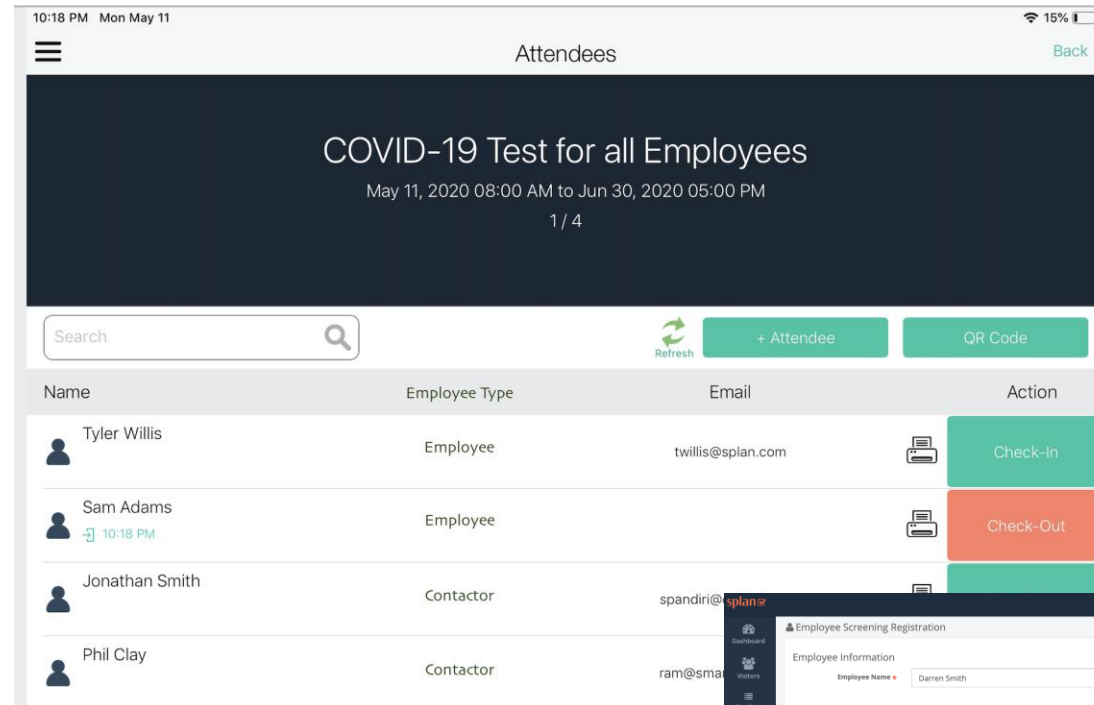 10:18 PM Mon May 11 15%
Attendees Back
COVID-19 Test for all Employees
May 11, 2020 08:00 AM to Jun 30, 2020 05:00 PM
1 / 4
Search Refresh + Attendee QR Code
Name Employee Type Email Action
Tyler Willis Employee twillis@splan.com Check-In
Sam Adams Employee Check-Out
10:18 PM
Jonathan Smith Contactor spandiri@
Phil Clay Contactor ram@smar
splan
Dashboard Employee Screening Registration
Employee Information
Visitors Employee Name * Darren Smith